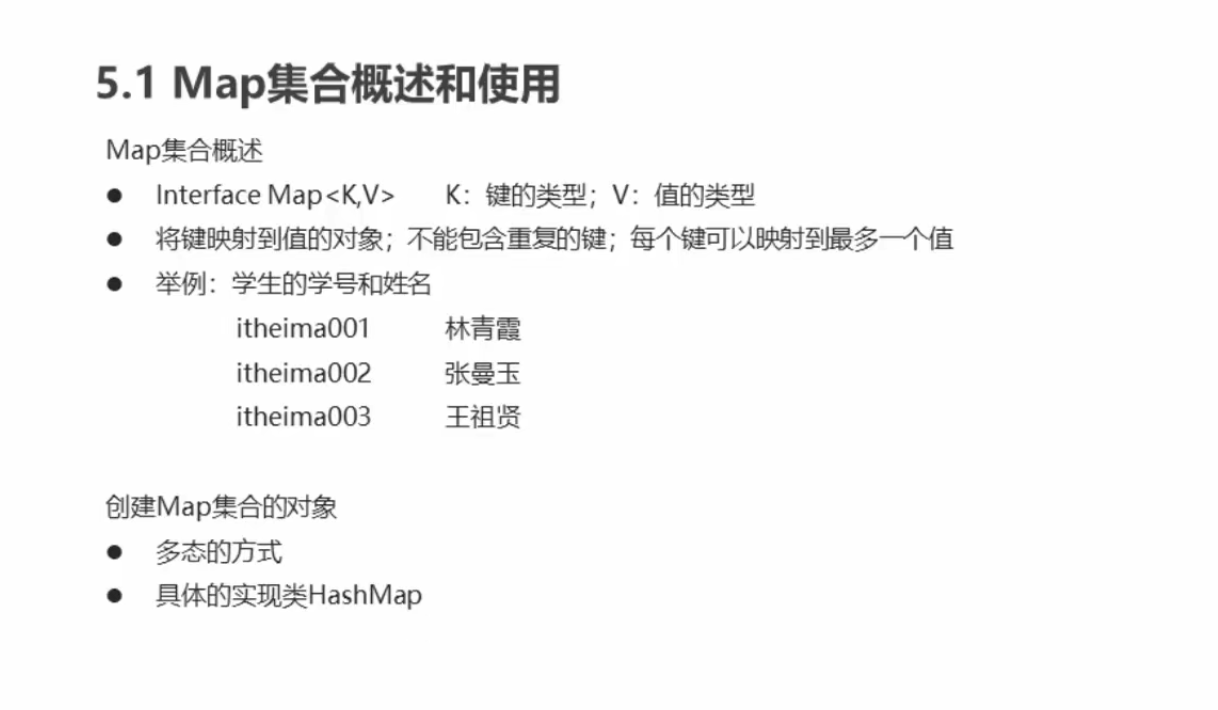 5.1 Map集合概述和使用
Map集合概述
● Interface Map<K,V> K：键的类型；V：值的类型
● 将键映射到值的对象；不能包含重复的键；每个键可以映射到最多一个值
● 举例：学生的学号和姓名
itheima001 林青霞
itheima002 张曼玉
itheima003 王祖贤
创建Map集合的对象
● 多态的方式
● 具体的实现类HashMap